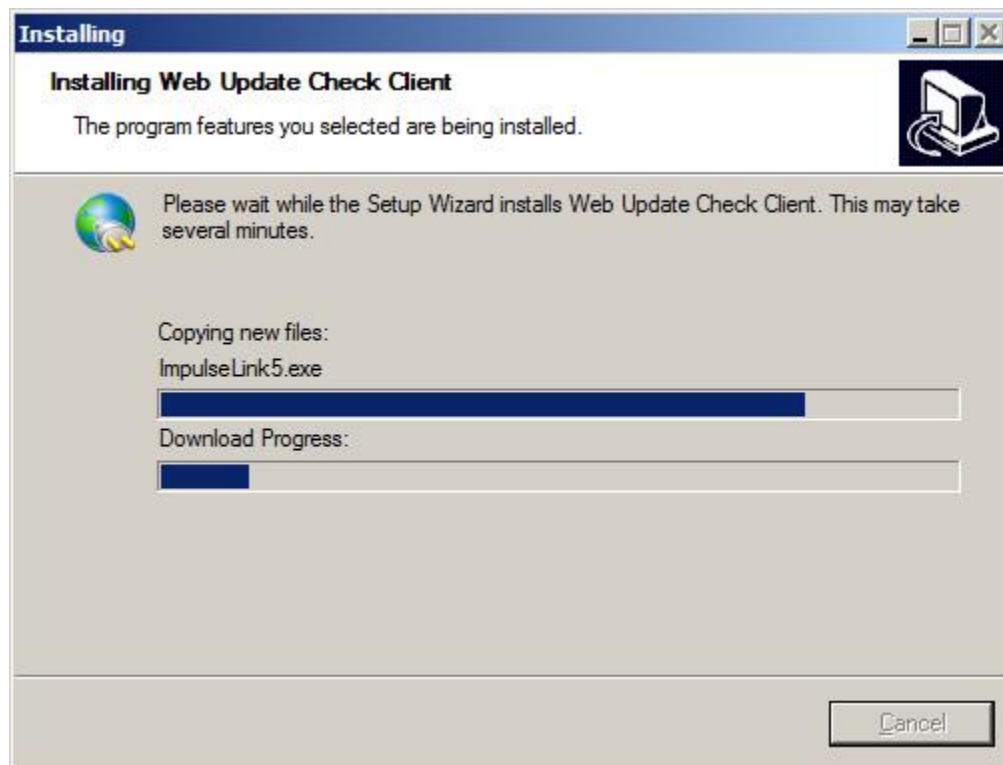 Installing
Installing Web Update Check Client
The program features you selected are being installed.
Please wait while the Setup Wizard installs Web Update Check Client. This may take
several minutes.
Copying new files:
ImpulseLink5.exe
Download Progress:
Cancel